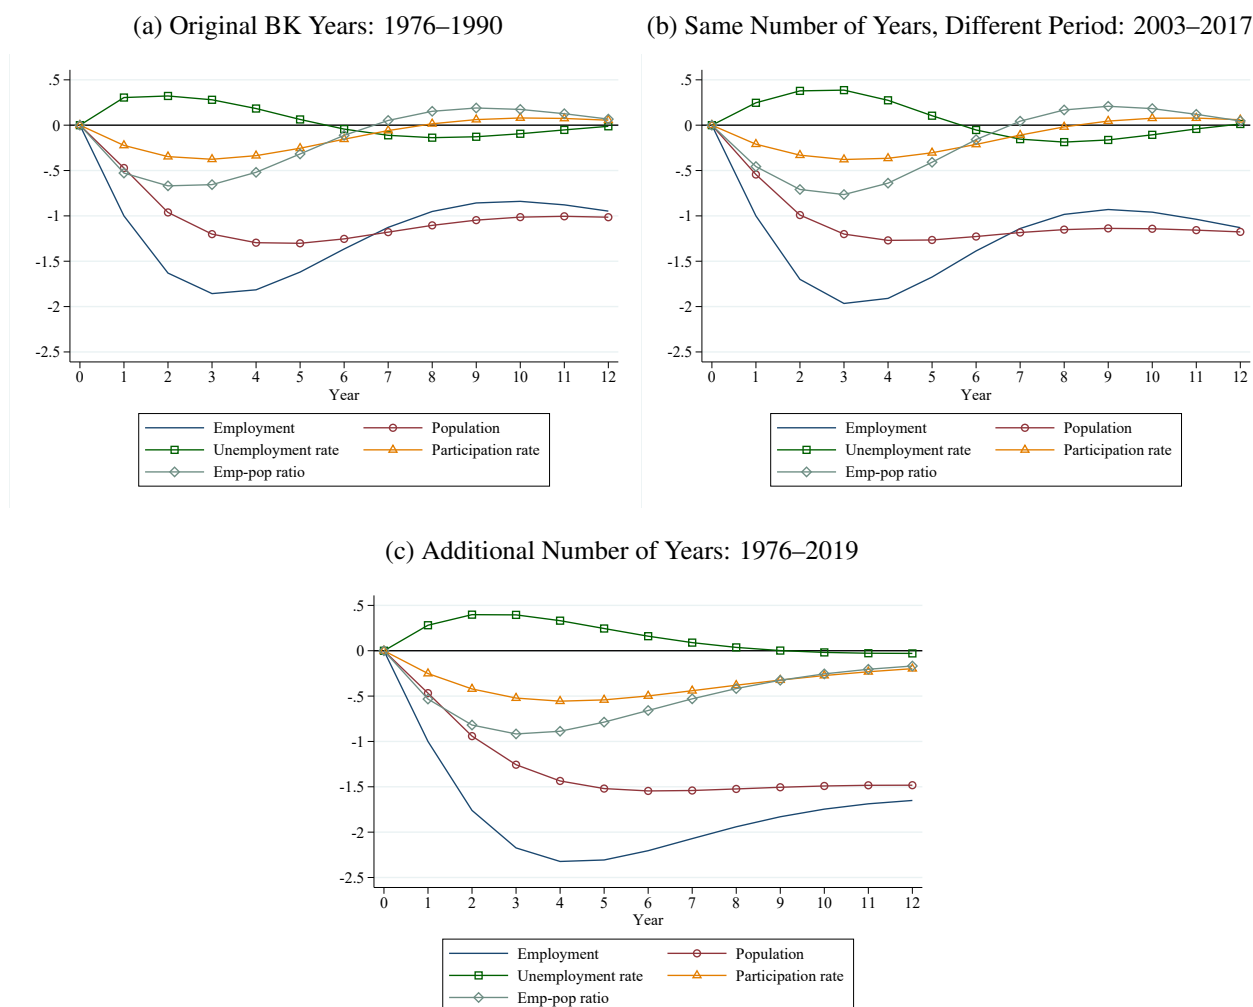 (a) Original BK Years: 1976–1990
.5
0
-.5
-1
-1.5
-2
-2.5
0 1 2 3 4 5 6 7 8 9 10 11 12
Year
Employment Population
Unemployment rate Participation rate
Emp-pop ratio
(b) Same Number of Years, Different Period: 2003–2017
.5
0
-.5
-1
-1.5
-2
-2.5
0 1 2 3 4 5 6 7 8 9 10 11 12
Year
Employment Population
Unemployment rate Participation rate
Emp-pop ratio
(c) Additional Number of Years: 1976–2019
.5
0
-.5
-1
-1.5
-2
-2.5
0 1 2 3 4 5 6 7 8 9 10 11 12
Year
Employment Population
Unemployment rate Participation rate
Emp-pop ratio